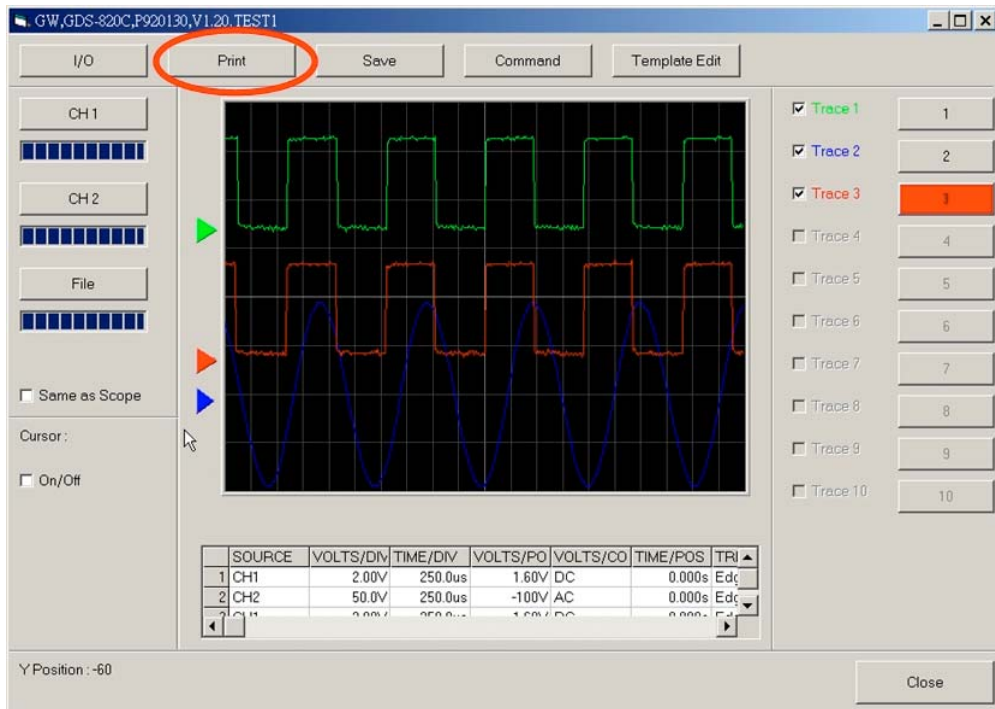 GW,GDS-820C,P920130,V1.20,TEST1
I/O Print Save Command Template Edit
CH 1
CH 2
File
Same as Scope
Cursor :
On/Off
Trace 1 1
Trace 2 2
Trace 3 3
Trace 4 4
Trace 5 5
Trace 6 6
Trace 7 7
Trace 8 8
Trace 9 9
Trace 10 10
SOURCE VOLTS/DIV TIME/DIV VOLTS/PO VOLTS/CO TIME/POS TRI
1 CH1 2.00V 250.0us 1.60V DC 0.000s Edg
2 CH2 50.0V 250.0us -100V AC 0.000s Edg
Y Position : -60
Close